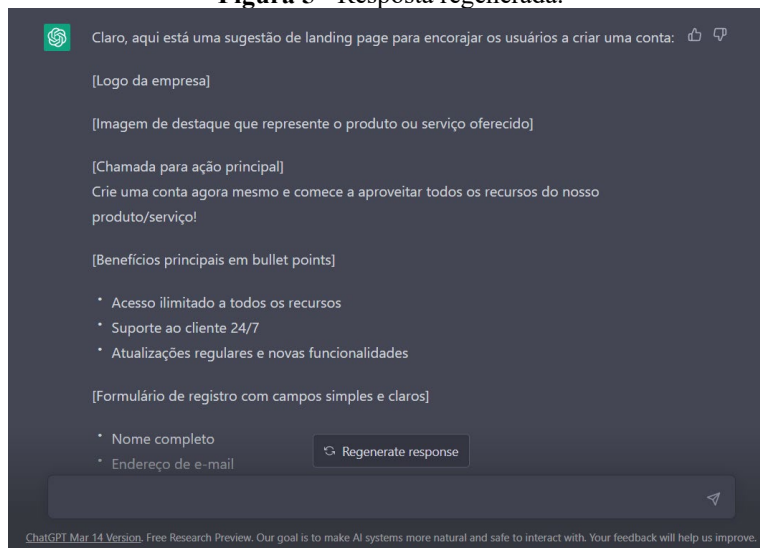 Figura 3 - Resposta regenerada.
Claro, aqui está uma sugestão de landing page para encorajar os usuários a criar uma conta:
[Logo da empresa]
[Imagem de destaque que represente o produto ou serviço oferecido]
[Chamada para ação principal]
Crie uma conta agora mesmo e comece a aproveitar todos os recursos do nosso
produto/serviço!
[Benefícios principais em bullet points]
• Acesso ilimitado a todos os recursos
• Suporte ao cliente 24/7
• Atualizações regulares e novas funcionalidades
[Formulário de registro com campos simples e claros]
• Nome completo
• Endereço de e-mail
Regenerate response
ChatGPT Mar 14 Version. Free Research Preview. Our goal is to make AI systems more natural and safe to interact with. Your feedback will help us improve.